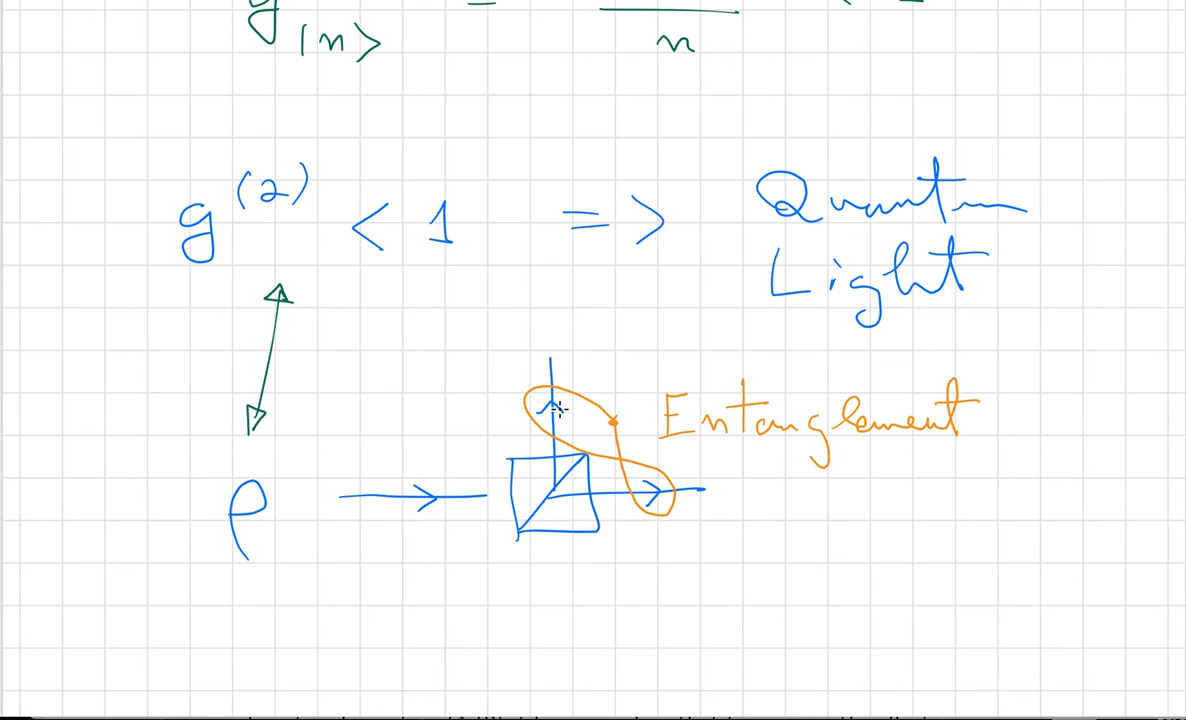 g |n> = n
g^(2) < 1 => Quantum
Light
Entanglement
ρ